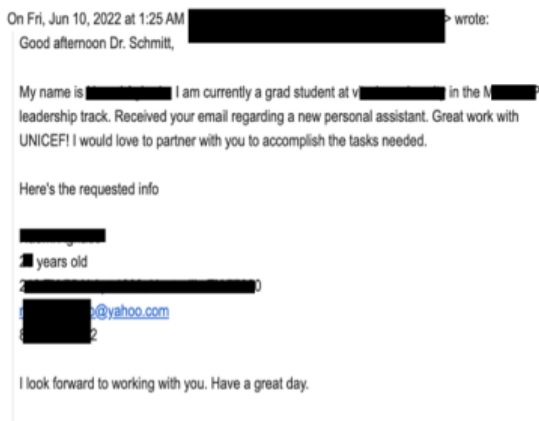 On Fri, Jun 10, 2022 at 1:25 AM > wrote:
Good afternoon Dr. Schmitt,
My name is I am currently a grad student at in the
leadership track. Received your email regarding a new personal assistant. Great work with
UNICEF! I would love to partner with you to accomplish the tasks needed.
Here's the requested info
years old
@yahoo.com
I look forward to working with you. Have a great day.